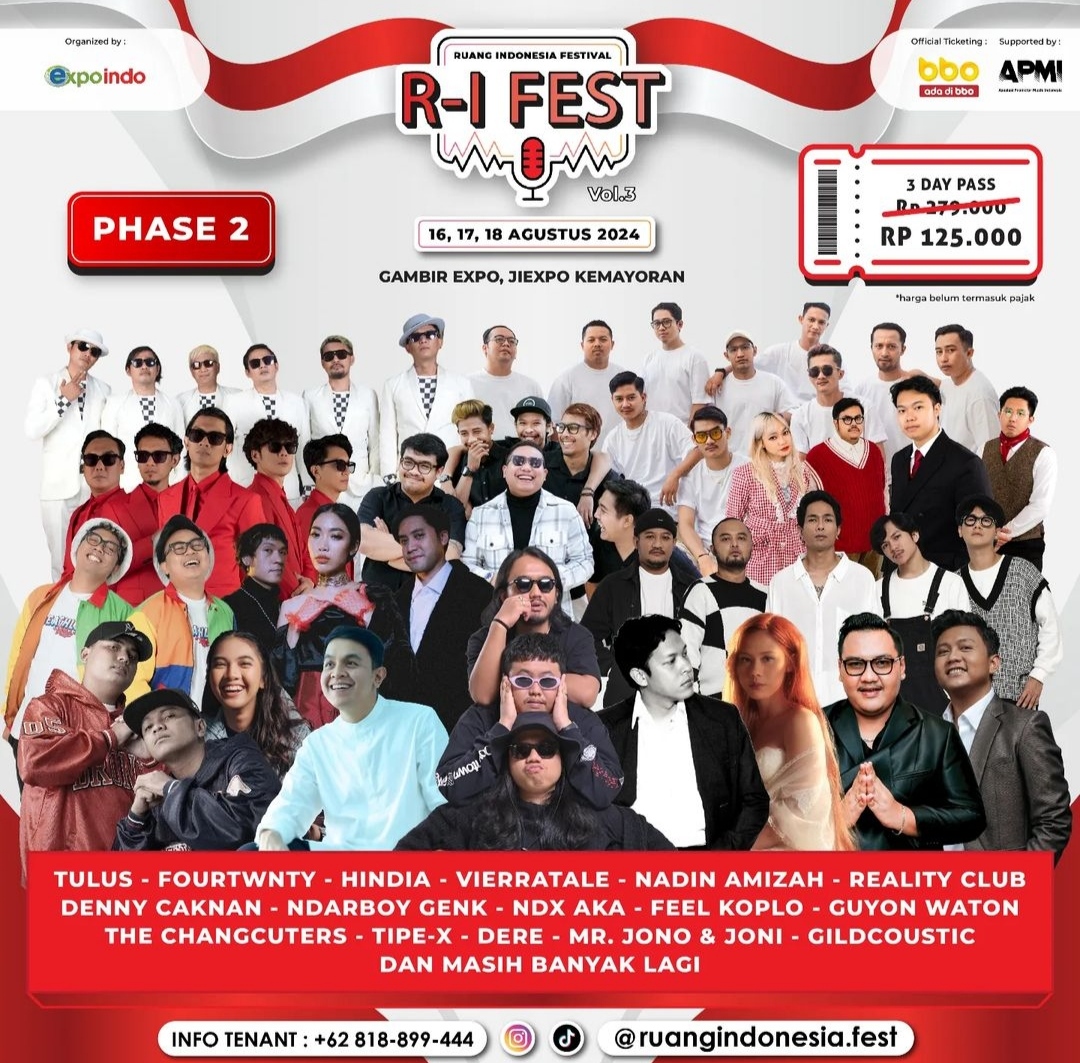 Organized by :
expoindo
RUANG INDONESIA FESTIVAL
R-I FEST
Vol.3
Official Ticketing :
bbo
ada di bbo
Supported by :
APMI
PHASE 2
16, 17, 18 AGUSTUS 2024
GAMBIR EXPO, JIEXPO KEMAYORAN
3 DAY PASS
Rp 279.000
RP 125.000
*harga belum termasuk pajak
TULUS - FOURTWNTY - HINDIA - VIERRATALE - NADIN AMIZAH - REALITY CLUB
DENNY CAKNAN - NDARBOY GENK - NDX AKA - FEEL KOPLO - GUYON WATON
THE CHANGCUTERS - TIPE-X - DERE - MR. JONO & JONI - GILDCOUSTIC
DAN MASIH BANYAK LAGI
INFO TENANT : +62 818-899-444
@ruangindonesia.fest